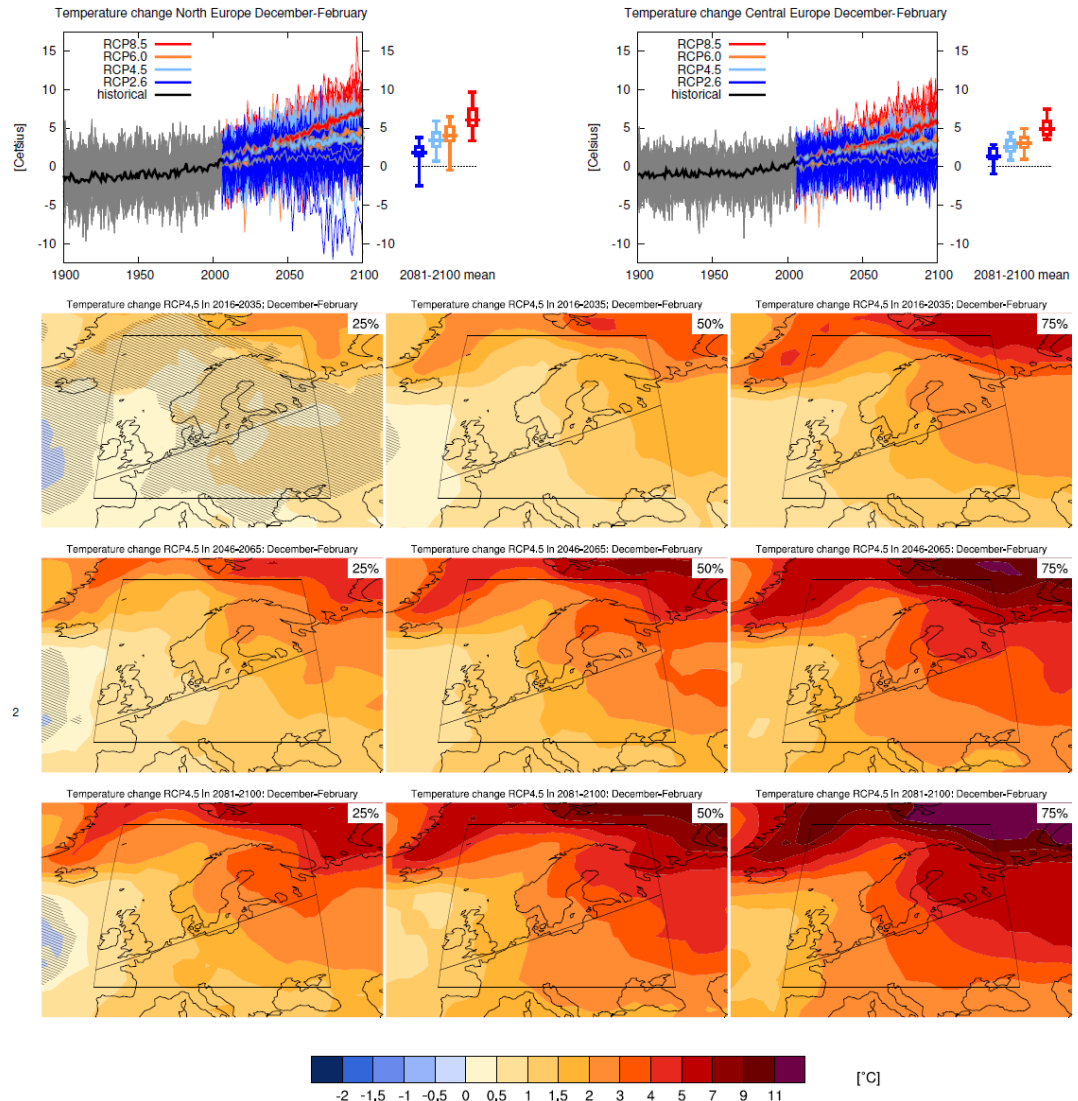 Temperature change North Europe December-February
Temperature change Central Europe December-February
15
10
5
0
-5
-10
[Celsius]
RCP8.5
RCP6.0
RCP4.5
RCP2.6
historical
15
10
5
0
-5
-10
1900
1950
2000
2050
2100
2081-2100 mean
15
10
5
0
-5
-10
[Celsius]
RCP8.5
RCP6.0
RCP4.5
RCP2.6
historical
15
10
5
0
-5
-10
1900
1950
2000
2050
2100
2081-2100 mean
Temperature change RCP4.5 in 2016-2035: December-February
25%
Temperature change RCP4.5 in 2016-2035: December-February
50%
Temperature change RCP4.5 in 2016-2035: December-February
75%
Temperature change RCP4.5 in 2046-2065: December-February
25%
Temperature change RCP4.5 in 2046-2065: December-February
50%
Temperature change RCP4.5 in 2046-2065: December-February
75%
2
Temperature change RCP4.5 in 2081-2100: December-February
25%
Temperature change RCP4.5 in 2081-2100: December-February
50%
Temperature change RCP4.5 in 2081-2100: December-February
75%
-2 -1.5 -1 -0.5 0 0.5 1 1.5 2 3 4 5 7 9 11
[°C]